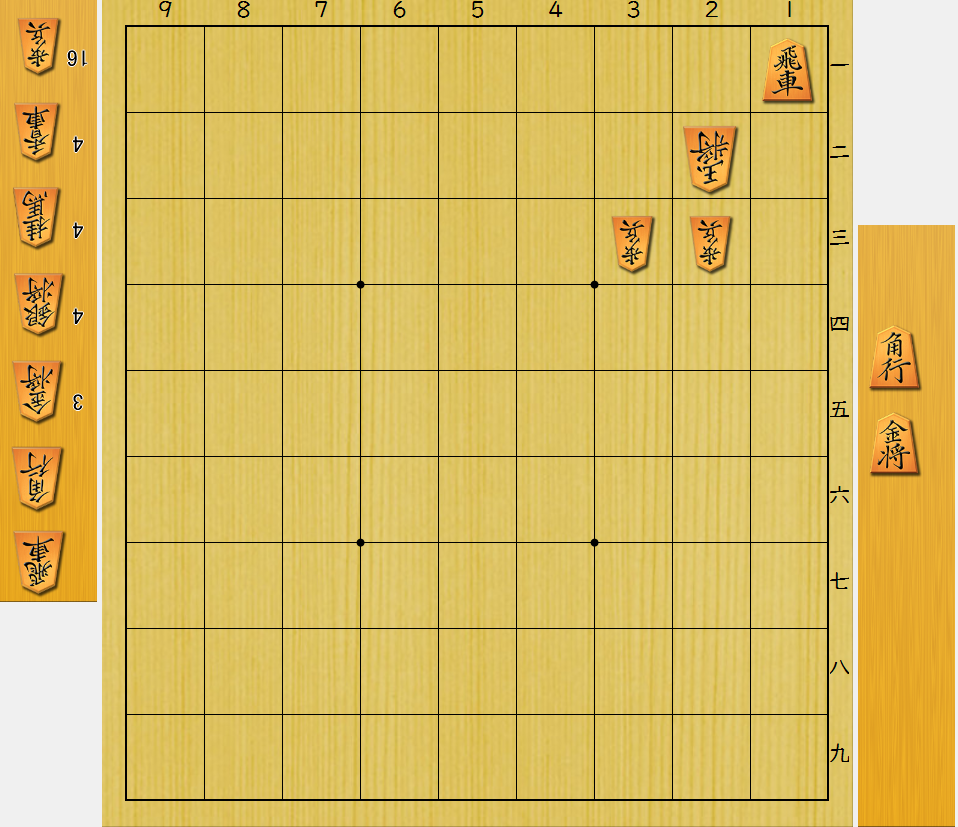 9 8 7 6 5 4 3 2 1
歩兵 16
香車 4
桂馬 4
銀将 4
金将 3
角行
飛車
飛車 一
王将 二
歩兵 歩兵 三
四
五
六
七
八
九
角行
金将